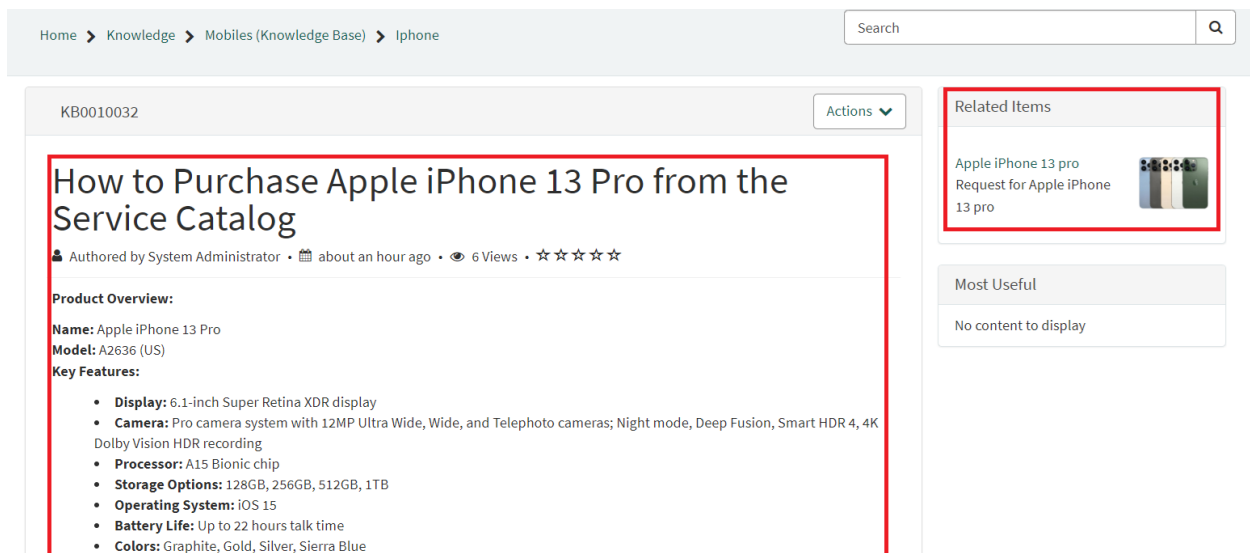 Home > Knowledge > Mobiles (Knowledge Base) > Iphone
Search
KB0010032
Actions
How to Purchase Apple iPhone 13 Pro from the
Service Catalog
Authored by System Administrator • about an hour ago • 6 Views •
Product Overview:
Name: Apple iPhone 13 Pro
Model: A2636 (US)
Key Features:
• Display: 6.1-inch Super Retina XDR display
• Camera: Pro camera system with 12MP Ultra Wide, Wide, and Telephoto cameras; Night mode, Deep Fusion, Smart HDR 4, 4K
Dolby Vision HDR recording
• Processor: A15 Bionic chip
• Storage Options: 128GB, 256GB, 512GB, 1TB
• Operating System: iOS 15
• Battery Life: Up to 22 hours talk time
• Colors: Graphite, Gold, Silver, Sierra Blue
Related Items
Apple iPhone 13 pro
Request for Apple iPhone
13 pro
Most Useful
No content to display